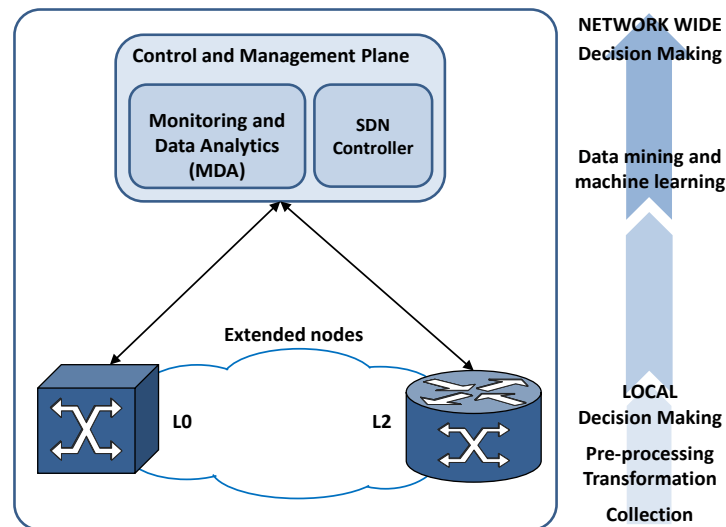 Control and Management Plane
Monitoring and
Data Analytics
(MDA)
SDN
Controller
Extended nodes
L0
L2
NETWORK WIDE
Decision Making
Data mining and
machine learning
LOCAL
Decision Making
Pre-processing
Transformation
Collection